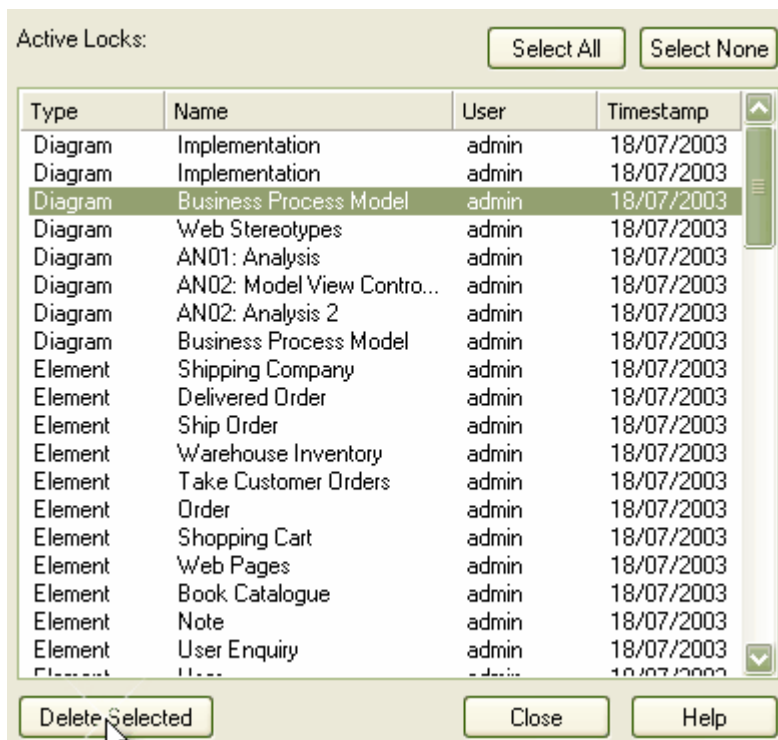 Active Locks: Select All Select None
Type Name User Timestamp
Diagram Implementation admin 18/07/2003
Diagram Implementation admin 18/07/2003
Diagram Business Process Model admin 18/07/2003
Diagram Web Stereotypes admin 18/07/2003
Diagram AN01: Analysis admin 18/07/2003
Diagram AN02: Model View Contro... admin 18/07/2003
Diagram AN02: Analysis 2 admin 18/07/2003
Diagram Business Process Model admin 18/07/2003
Element Shipping Company admin 18/07/2003
Element Delivered Order admin 18/07/2003
Element Ship Order admin 18/07/2003
Element Warehouse Inventory admin 18/07/2003
Element Take Customer Orders admin 18/07/2003
Element Order admin 18/07/2003
Element Shopping Cart admin 18/07/2003
Element Web Pages admin 18/07/2003
Element Book Catalogue admin 18/07/2003
Element Note admin 18/07/2003
Element User Enquiry admin 18/07/2003
Delete Selected Close Help